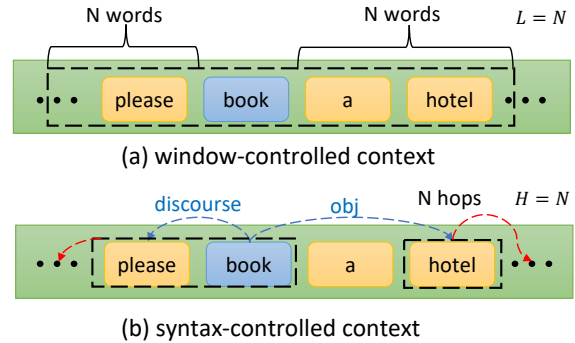 N words
N words
L = N
••• please book a hotel •••
(a) window-controlled context
discourse
obj
N hops
H = N
••• please book a hotel •••
(b) syntax-controlled context